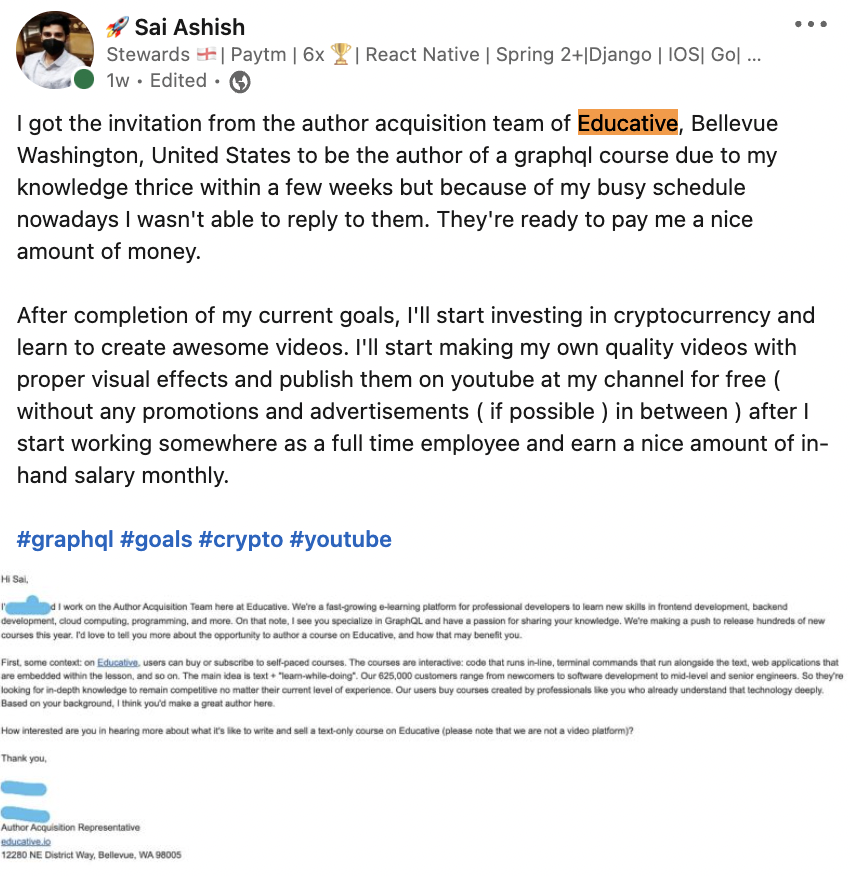 🚀 Sai Ashish
Stewards 🏴󠁧󠁢󠁥󠁮󠁧󠁿 | Paytm | 6x 🏆 | React Native | Spring 2+|Django | IOS| Go| ...
1w • Edited •
I got the invitation from the author acquisition team of Educative, Bellevue
Washington, United States to be the author of a graphql course due to my
knowledge thrice within a few weeks but because of my busy schedule
nowadays I wasn't able to reply to them. They're ready to pay me a nice
amount of money.
After completion of my current goals, I'll start investing in cryptocurrency and
learn to create awesome videos. I'll start making my own quality videos with
proper visual effects and publish them on youtube at my channel for free (
without any promotions and advertisements ( if possible ) in between ) after I
start working somewhere as a full time employee and earn a nice amount of in-
hand salary monthly.
#graphql #goals #crypto #youtube
Hi Sai,
I' d I work on the Author Acquisition Team here at Educative. We're a fast-growing e-learning platform for professional developers to learn new skills in frontend development, backend
development, cloud computing, programming, and more. On that note, I see you specialize in GraphQL and have a passion for sharing your knowledge. We're making a push to release hundreds of new
courses this year. I'd love to tell you more about the opportunity to author a course on Educative, and how that may benefit you.
First, some context: on Educative, users can buy or subscribe to self-paced courses. The courses are interactive: code that runs in-line, terminal commands that run alongside the text, web applications that
are embedded within the lesson, and so on. The main idea is text + "learn-while-doing". Our 625,000 customers range from newcomers to software development to mid-level and senior engineers. So they're
looking for in-depth knowledge to remain competitive no matter their current level of experience. Our users buy courses created by professionals like you who already understand that technology deeply.
Based on your background, I think you'd make a great author here.
How interested are you in hearing more about what it's like to write and sell a text-only course on Educative (please note that we are not a video platform)?
Thank you,
Author Acquisition Representative
educative.io
12280 NE District Way, Bellevue, WA 98005